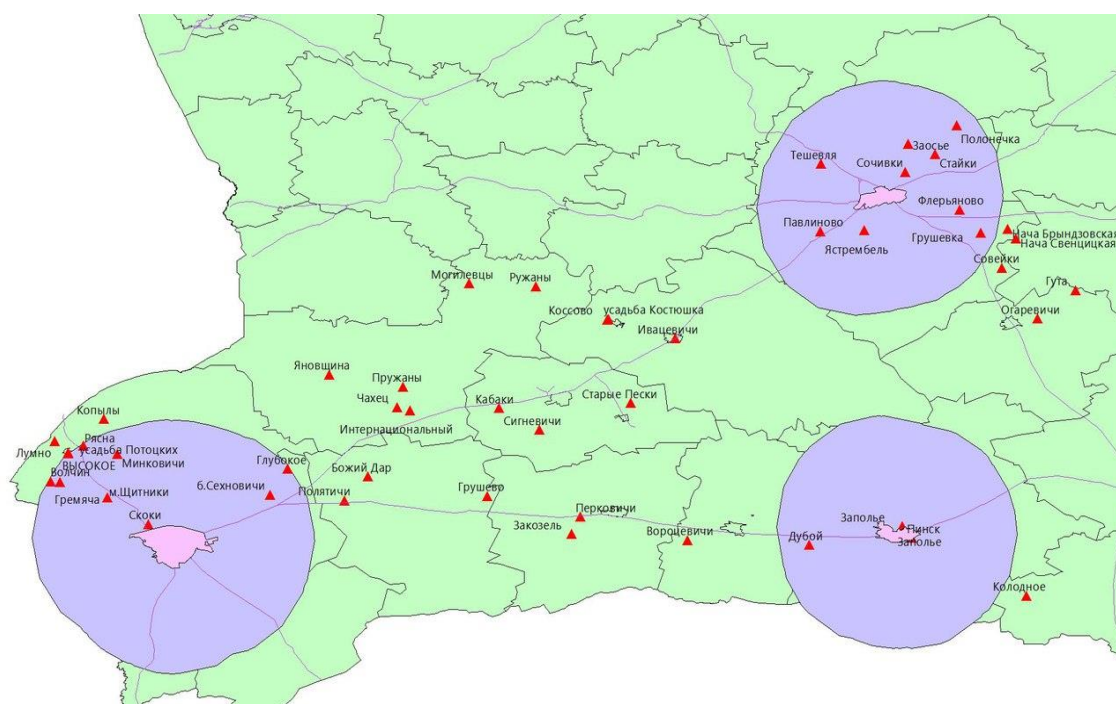 Полонечка
Заосье
Тешевля
Сочивки
Стайки
Флерьяново
Павлиново
Грушевка
Нача Брындзовская
Нача Свенцицкая
Ястрембель
Совейки
Могилевцы
Ружаны
Гута
Коссово
усадьба Костюшка
Огаревичи
Ивацевичи
Яновщина
Пружаны
Чахец
Кабаки
Старые Пески
Копылы
Интернациональный
Сигневичи
Рясна
усадьба Потоцких
Лумно
ВЫСОКОЕ
Минковичи
Глубокое
Волчин
Божий Дар
б.Сехновичи
Гремяча
м.Щитники
Полятичи
Грушево
Скоки
Перковичи
Заполье
Закозель
Вороцевичи
Дубой
Пинск
Заполье
Колодное